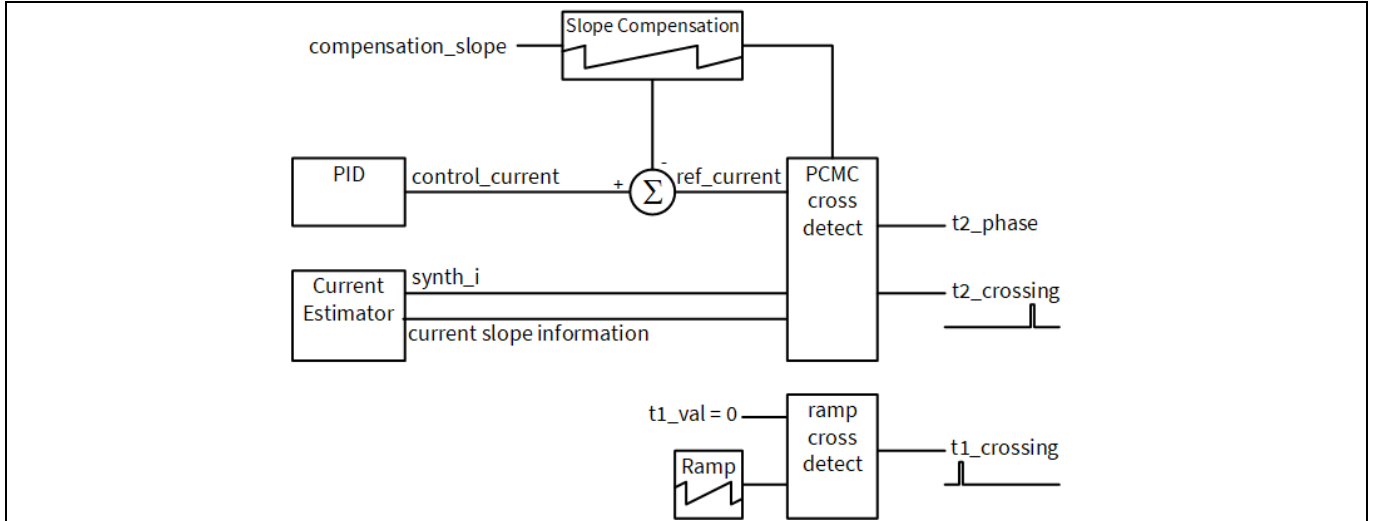 Slope Compensation
compensation_slope
PID
control_current
+
-
Σ
ref_current
PCMC
cross
detect
t2_phase
Current
Estimator
synth_i
current slope information
t2_crossing
t1_val = 0
ramp
cross
detect
Ramp
t1_crossing